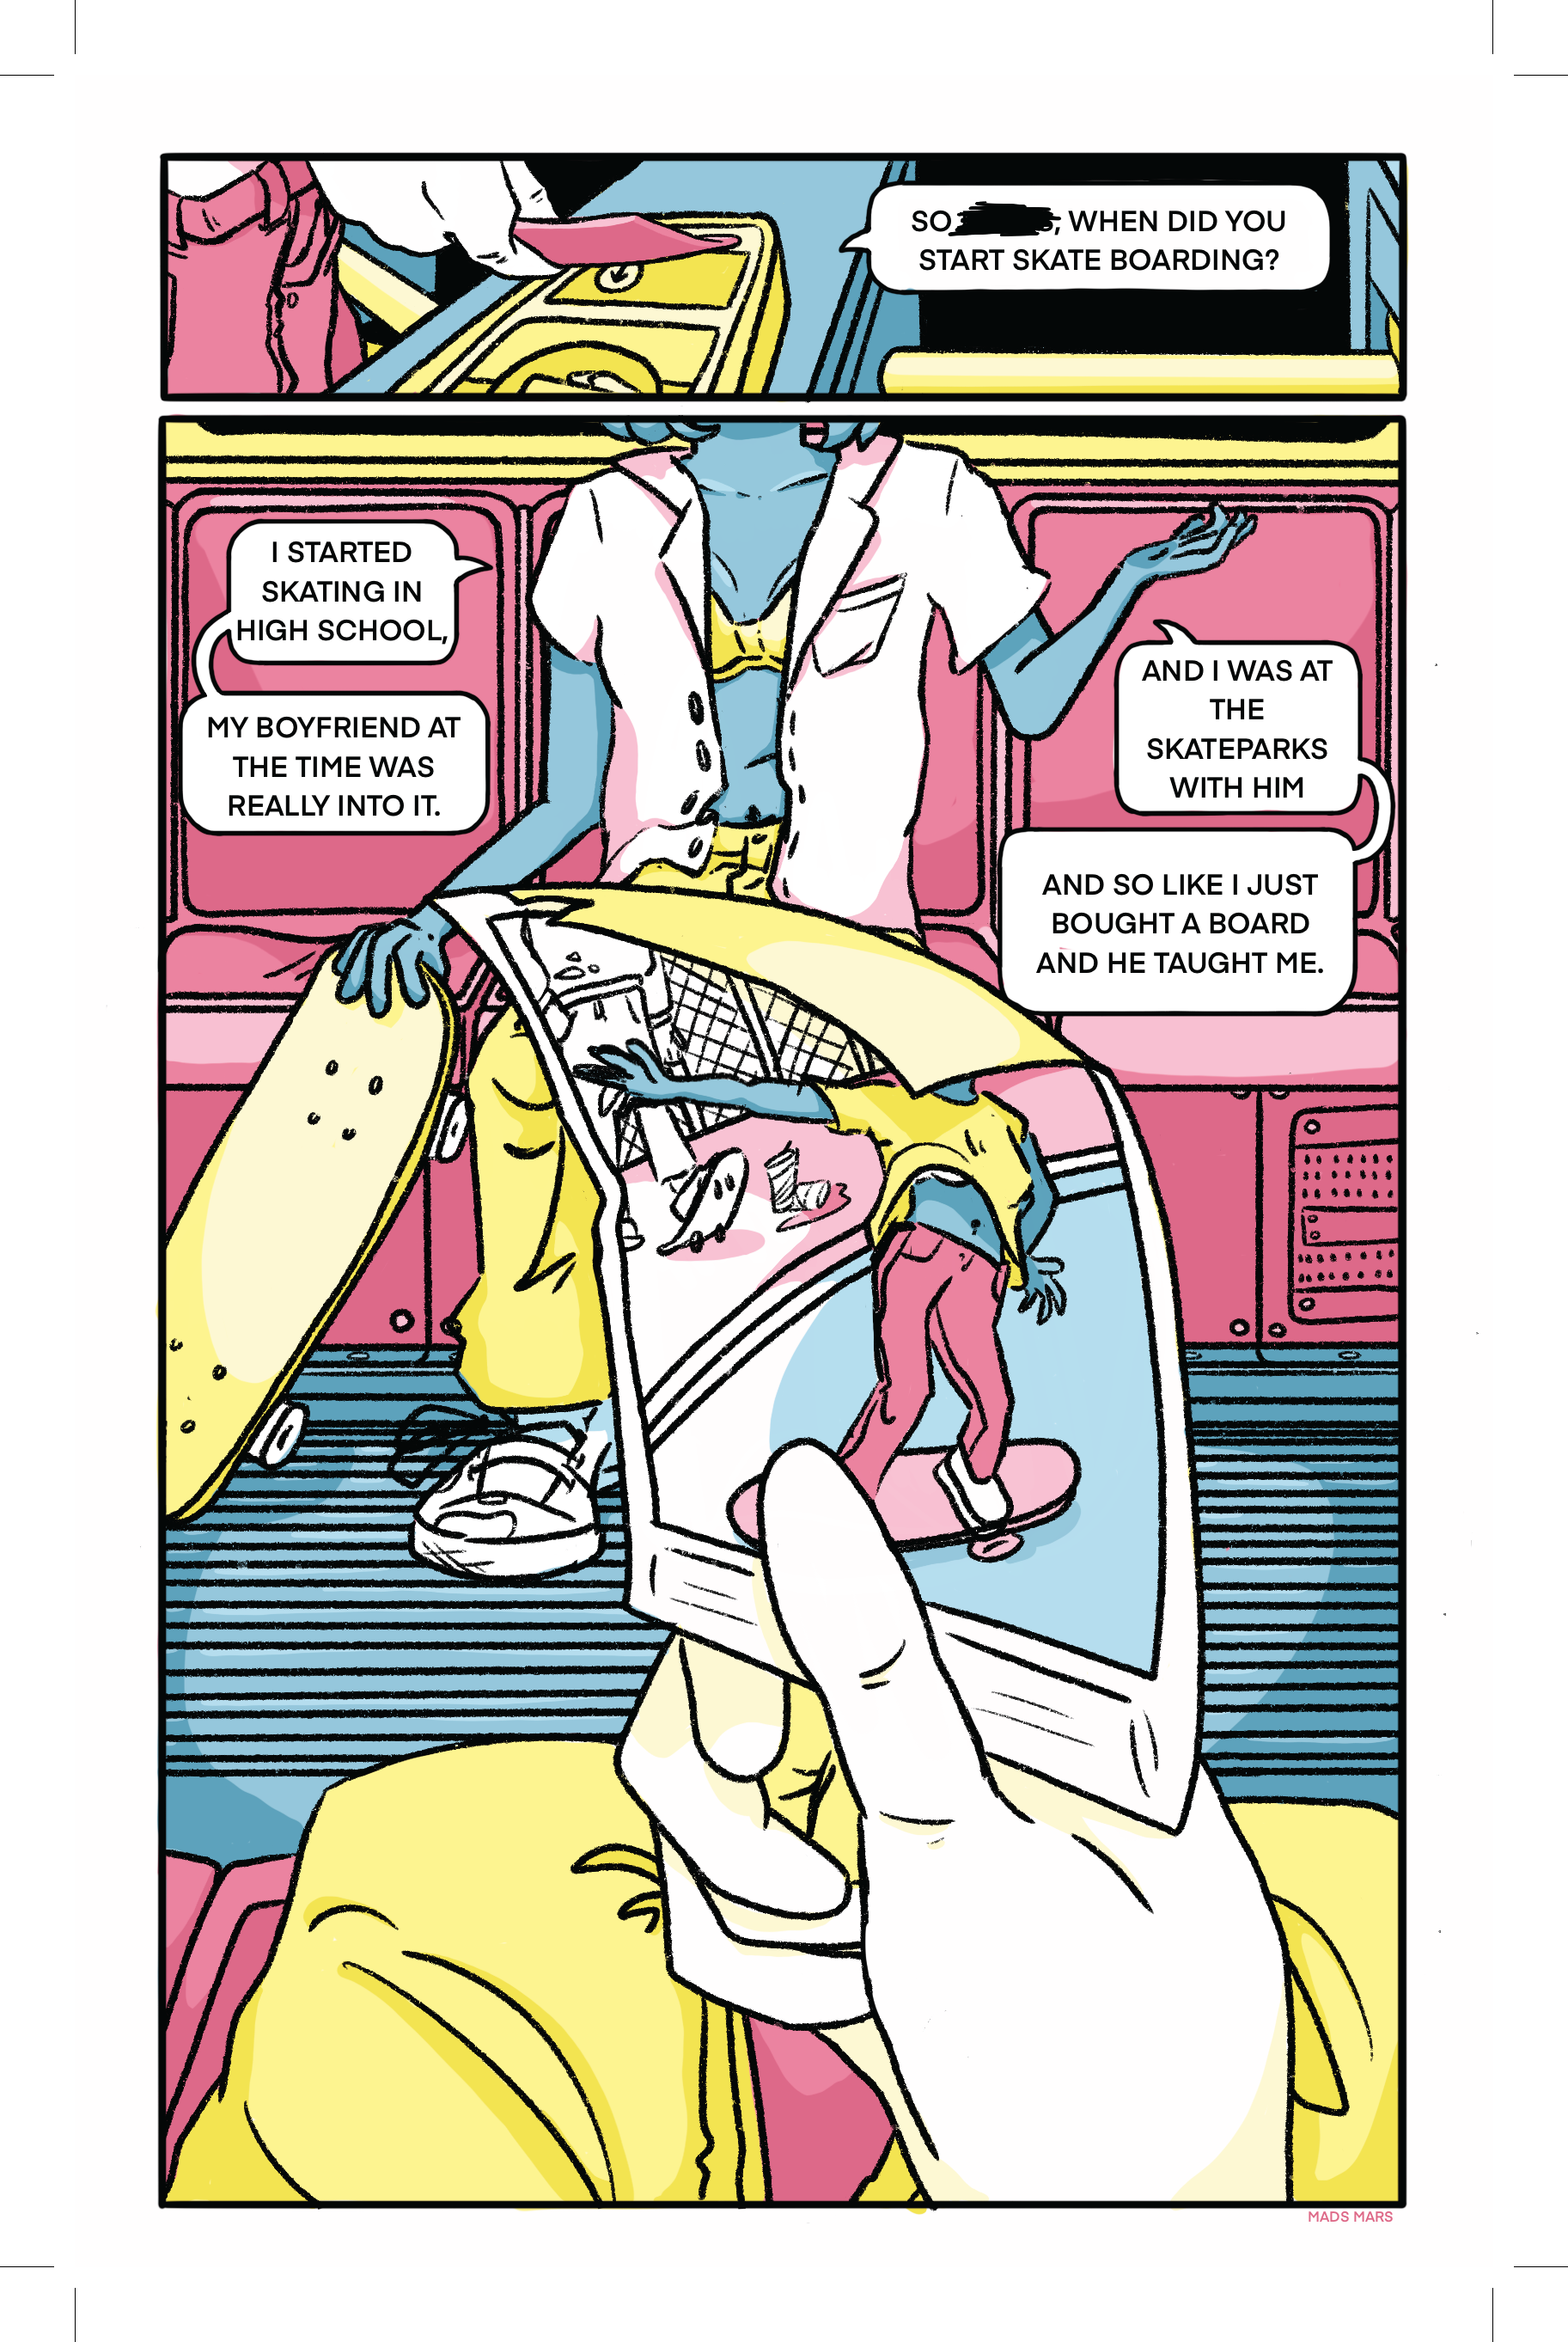 SO , WHEN DID YOU
START SKATE BOARDING?
I STARTED
SKATING IN
HIGH SCHOOL,
MY BOYFRIEND AT
THE TIME WAS
REALLY INTO IT.
AND I WAS AT
THE
SKATEPARKS
WITH HIM
AND SO LIKE I JUST
BOUGHT A BOARD
AND HE TAUGHT ME.
MADS MARS